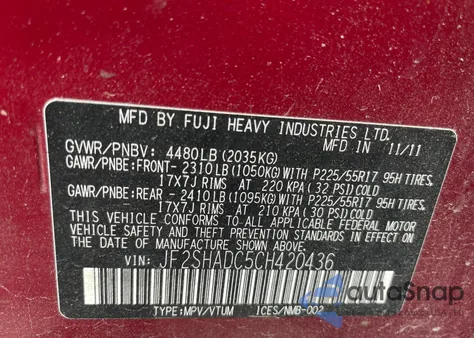 MFD BY FUJI HEAVY INDUSTRIES LTD.
GVWR/PNBV: 4480LB (2035KG) MFD IN 11/11
GAWR/PNBE: FRONT- 2310LB (1050KG) WITH P225/55R17 95H TIRES,
17X7J RIMS AT 220 KPA (32 PSI) COLD
GAWR/PNBE: REAR - 2410LB (1095KG) WITH P225/55R17 95H TIRES,
17X7J RIMS AT 210 KPA (30 PSI) COLD
THIS VEHICLE CONFORMS TO ALL APPLICABLE FEDERAL MOTOR
VEHICLE SAFETY AND THEFT PREVENTION STANDARDS IN EFFECT
ON THE DATE OF MANUFACTURE SHOWN ABOVE.
VIN: JF2SHADC5CH420436
TYPE:MPV/VTUM ICES/NMB-002
AutoSnap